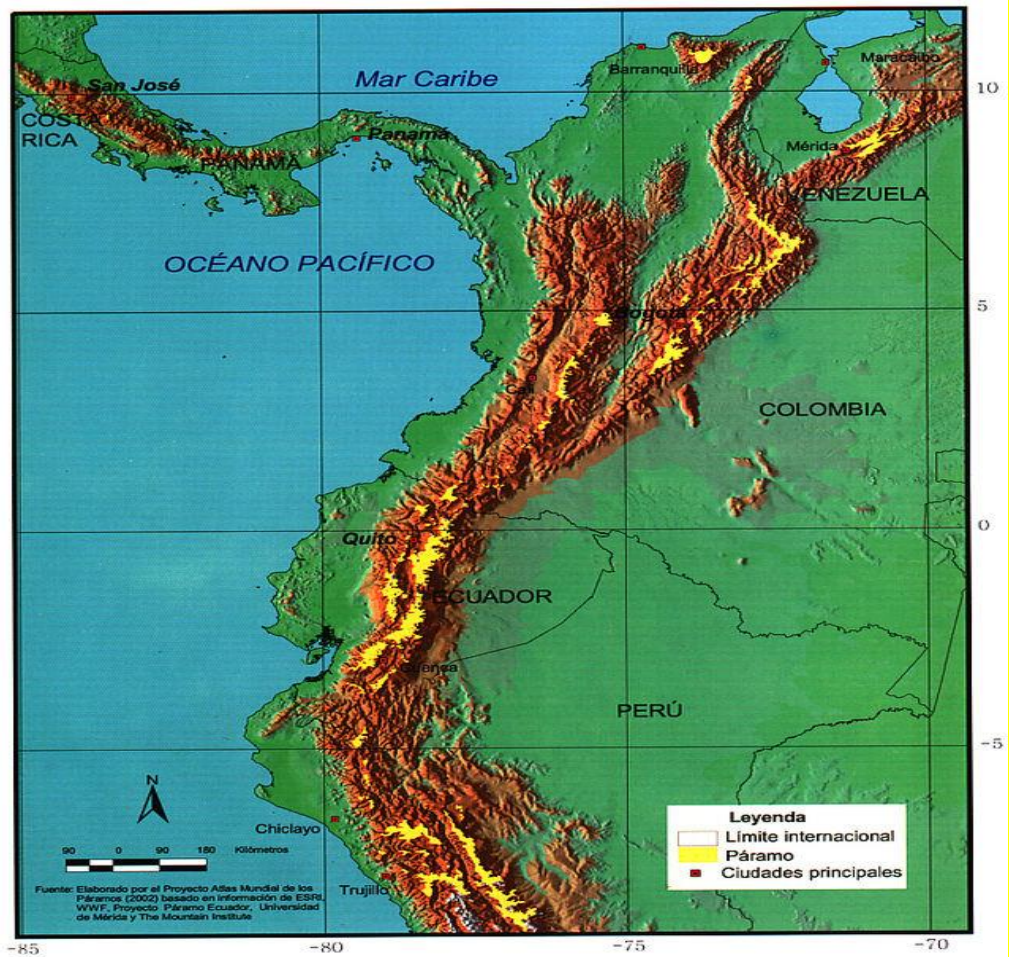 Mar Caribe
Barranquilla
Maracaibo
San José
10
COSTA
RICA
Panamá
PANAMÁ
Mérida
VENEZUELA
OCÉANO PACÍFICO
Bogotá
5
Cali
COLOMBIA
0
Quito
ECUADOR
Cuenca
PERÚ
-5
N
Chiclayo
90 0 90 180 Kilómetros
Trujillo
Leyenda
Límite internacional
Páramo
Ciudades principales
Fuente: Elaborado por el Proyecto Atlas Mundial de los
Páramos (2002) basado en información de ESRI,
WWF, Proyecto Páramo Ecuador, Universidad
de Mérida y The Mountain Institute
-85 -80 -75 -70